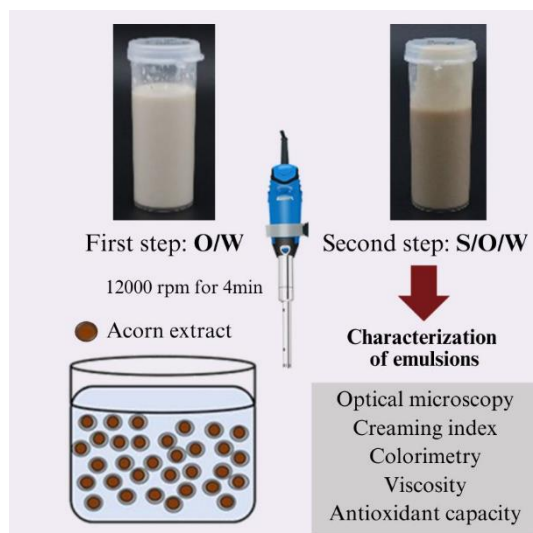 First step: O/W
Second step: S/O/W
12000 rpm for 4min
Acorn extract
Characterization
of emulsions
Optical microscopy
Creaming index
Colorimetry
Viscosity
Antioxidant capacity